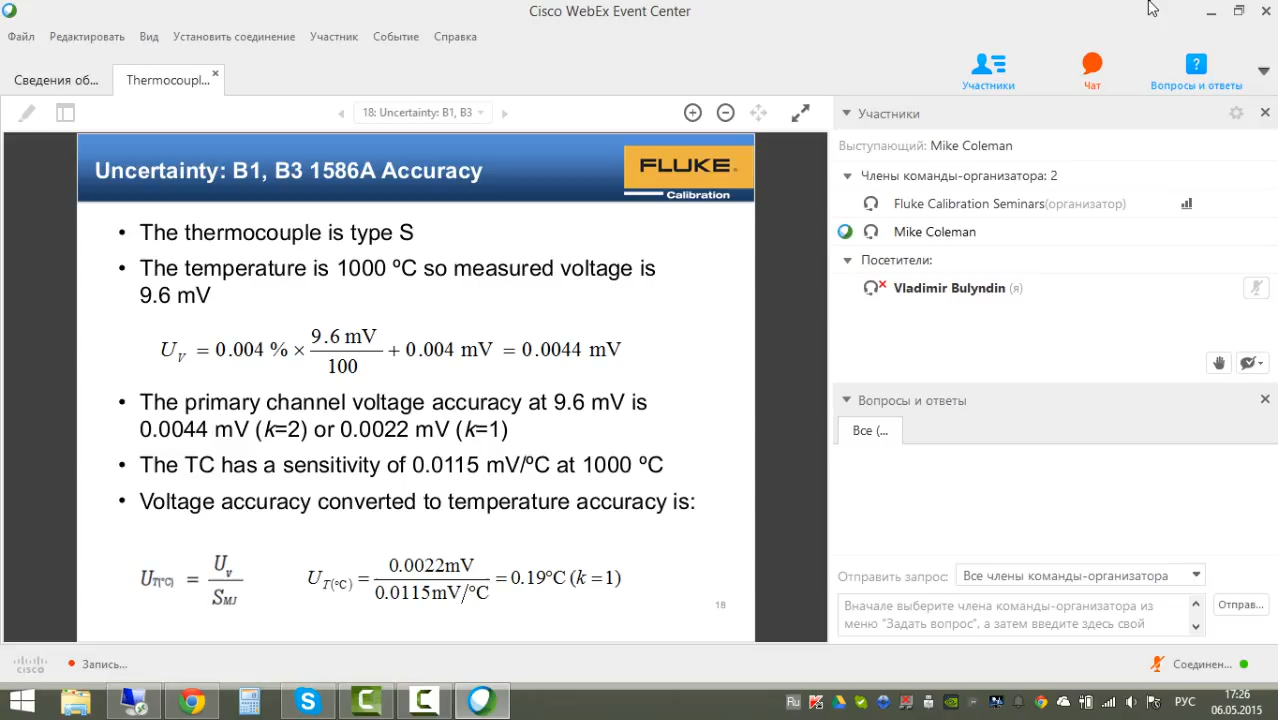 Cisco WebEx Event Center
Файл Редактировать Вид Установить соединение Участник Событие Справка
Сведения об... Thermocoupl...
Участники Чат Вопросы и ответы
18: Uncertainty: B1, B3
Uncertainty: B1, B3 1586A Accuracy
FLUKE®
Calibration
• The thermocouple is type S
• The temperature is 1000 ºC so measured voltage is
9.6 mV
U_V = 0.004 % × 9.6 mV / 100 + 0.004 mV = 0.0044 mV
• The primary channel voltage accuracy at 9.6 mV is
0.0044 mV (k=2) or 0.0022 mV (k=1)
• The TC has a sensitivity of 0.0115 mV/ºC at 1000 ºC
• Voltage accuracy converted to temperature accuracy is:
U_T(°C) = U_v / S_MJ
U_T(°C) = 0.0022mV / 0.0115mV/°C = 0.19°C (k =1)
18
Участники
Выступающий: Mike Coleman
Члены команды-организатора: 2
Fluke Calibration Seminars(организатор)
Mike Coleman
Посетители:
Vladimir Bulyndin (я)
Вопросы и ответы
Все (...
Отправить запрос: Все члены команды-организатора
Вначале выберите члена команды-организатора из
меню "Задать вопрос", а затем введите здесь свой
Отправ...
cisco
Запись...
Соединен...
Ru
РУС
17:26
06.05.2015